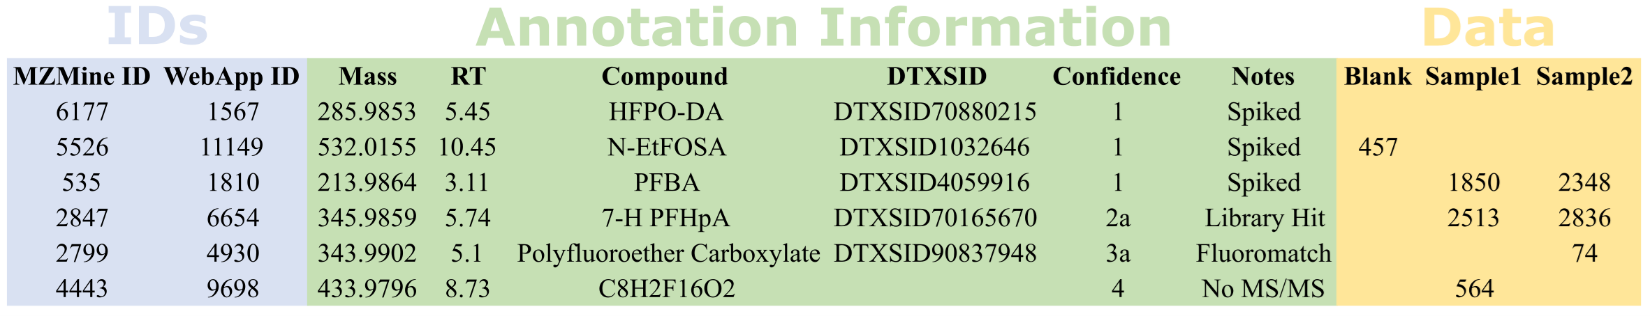 IDs Annotation Information Data
MZMine ID WebApp ID Mass RT Compound DTXSID Confidence Notes Blank Sample1 Sample2
6177 1567 285.9853 5.45 HFPO-DA DTXSID70880215 1 Spiked
5526 11149 532.0155 10.45 N-EtFOSA DTXSID1032646 1 Spiked 457
535 1810 213.9864 3.11 PFBA DTXSID4059916 1 Spiked 1850 2348
2847 6654 345.9859 5.74 7-H PFHpA DTXSID70165670 2a Library Hit 2513 2836
2799 4930 343.9902 5.1 Polyfluoroether Carboxylate DTXSID90837948 3a Fluoromatch 74
4443 9698 433.9796 8.73 C8H2F16O2 4 No MS/MS 564